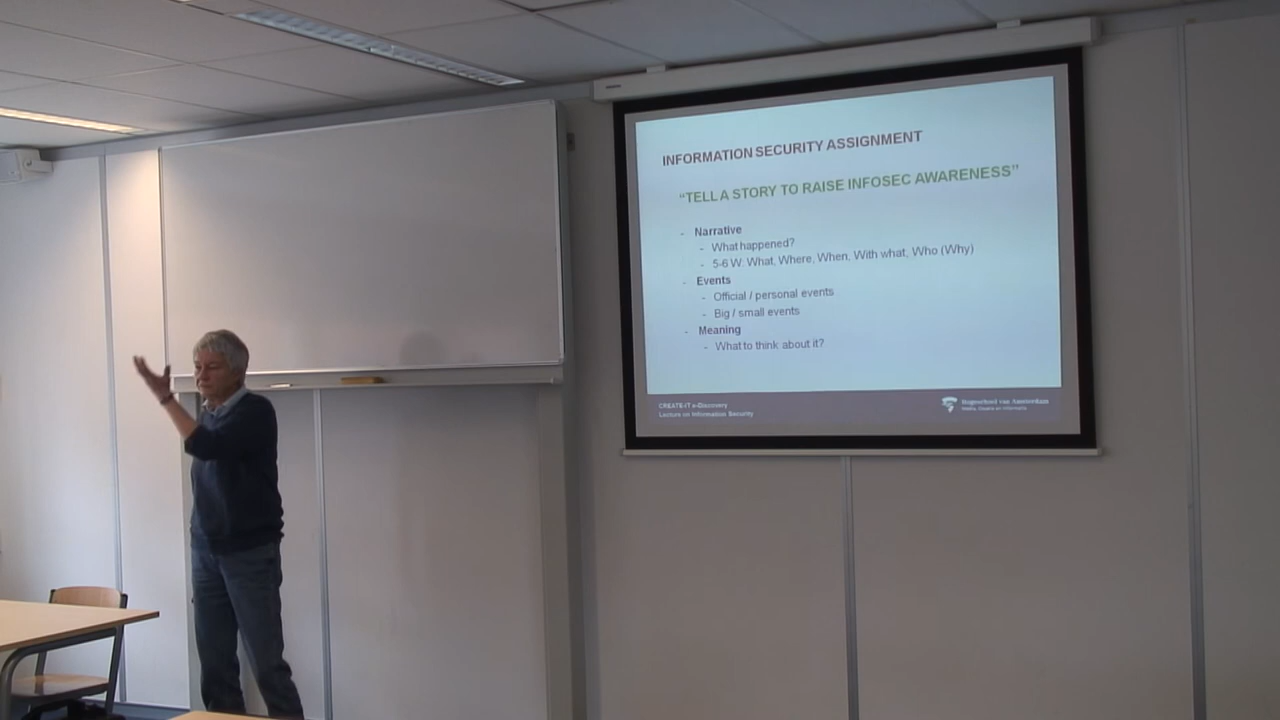 INFORMATION SECURITY ASSIGNMENT
“TELL A STORY TO RAISE INFOSEC AWARENESS”
- Narrative
- What happened?
- 5-6 W: What, Where, When, With what, Who (Why)
- Events
- Official / personal events
- Big / small events
- Meaning
- What to think about it?
CREATE-IT e-Discovery
Lecture on Information Security
Hogeschool van Amsterdam